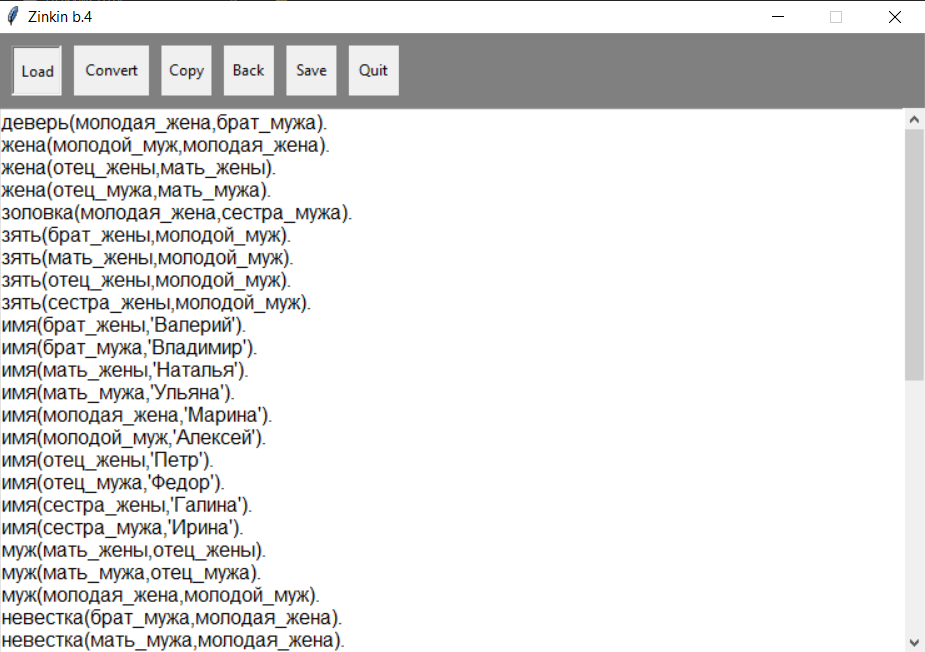 Zinkin b.4
Load Convert Copy Back Save Quit
деверь(молодая_жена,брат_мужа).
жена(молодой_муж,молодая_жена).
жена(отец_жены,мать_жены).
жена(отец_мужа,мать_мужа).
золовка(молодая_жена,сестра_мужа).
зять(брат_жены,молодой_муж).
зять(мать_жены,молодой_муж).
зять(отец_жены,молодой_муж).
зять(сестра_жены,молодой_муж).
имя(брат_жены,'Валерий').
имя(брат_мужа,'Владимир').
имя(мать_жены,'Наталья').
имя(мать_мужа,'Ульяна').
имя(молодая_жена,'Марина').
имя(молодой_муж,'Алексей').
имя(отец_жены,'Петр').
имя(отец_мужа,'Федор').
имя(сестра_жены,'Галина').
имя(сестра_мужа,'Ирина').
муж(мать_жены,отец_жены).
муж(мать_мужа,отец_мужа).
муж(молодая_жена,молодой_муж).
невестка(брат_мужа,молодая_жена).
невестка(мать_мужа,молодая_жена).